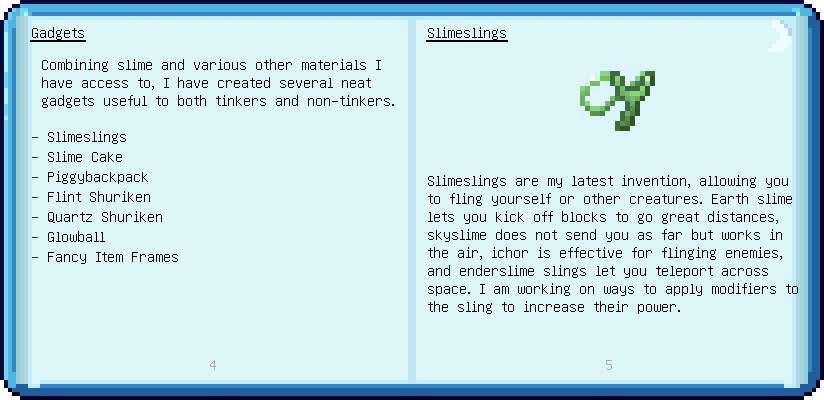 Gadgets
Combining slime and various other materials I
have access to, I have created several neat
gadgets useful to both tinkers and non-tinkers.
- Slimeslings
- Slime Cake
- Piggybackpack
- Flint Shuriken
- Quartz Shuriken
- Glowball
- Fancy Item Frames
4
Slimeslings
Slimeslings are my latest invention, allowing you
to fling yourself or other creatures. Earth slime
lets you kick off blocks to go great distances,
skyslime does not send you as far but works in
the air, ichor is effective for flinging enemies,
and enderslime slings let you teleport across
space. I am working on ways to apply modifiers to
the sling to increase their power.
5